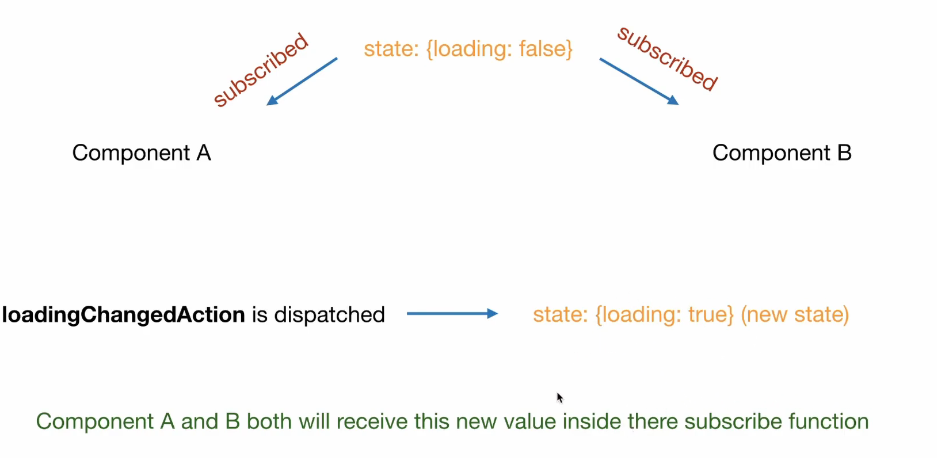 state: {loading: false}
subscribed
subscribed
Component A
Component B
loadingChangedAction is dispatched
state: {loading: true} (new state)
Component A and B both will receive this new value inside there subscribe function